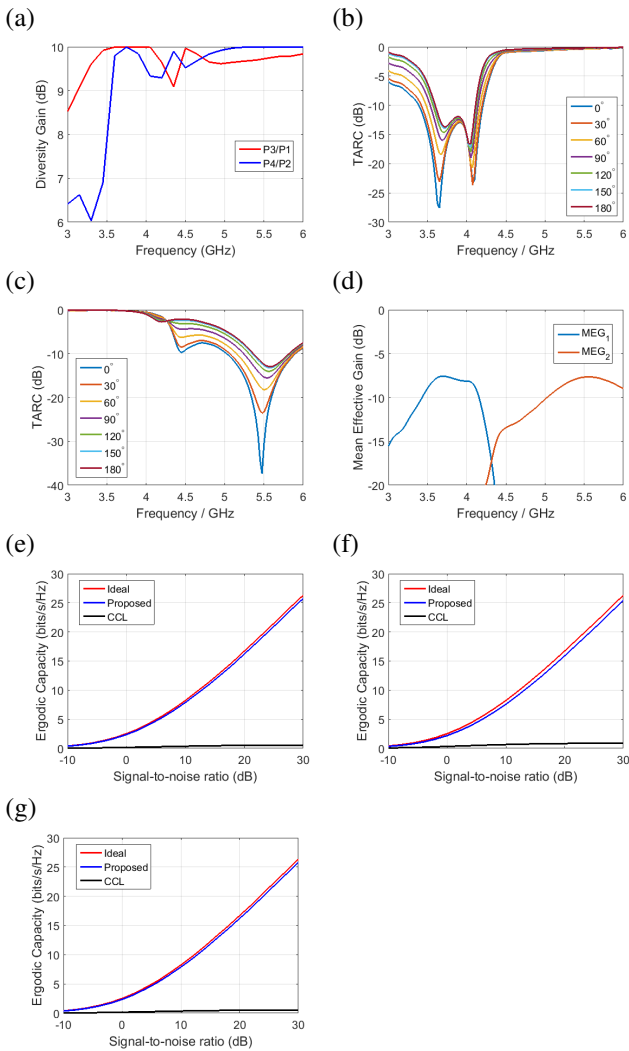 (a)
10
9
8
7
6
3
3.5
4
4.5
5
5.5
6
Diversity Gain (dB)
Frequency (GHz)
P3/P1
P4/P2
(b)
0
-5
-10
-15
-20
-25
-30
3
3.5
4
4.5
5
5.5
6
TARC (dB)
Frequency / GHz
0°
30°
60°
90°
120°
150°
180°
(c)
0
-10
-20
-30
-40
3
3.5
4
4.5
5
5.5
6
TARC (dB)
Frequency / GHz
0°
30°
60°
90°
120°
150°
180°
(d)
0
-5
-10
-15
-20
3
3.5
4
4.5
5
5.5
6
Mean Effective Gain (dB)
Frequency / GHz
MEG1
MEG2
(e)
30
25
20
15
10
5
0
-10
0
10
20
30
Ergodic Capacity (bits/s/Hz)
Signal-to-noise ratio (dB)
Ideal
Proposed
CCL
(f)
30
25
20
15
10
5
0
-10
0
10
20
30
Ergodic Capacity (bits/s/Hz)
Signal-to-noise ratio (dB)
Ideal
Proposed
CCL
(g)
30
25
20
15
10
5
0
-10
0
10
20
30
Ergodic Capacity (bits/s/Hz)
Signal-to-noise ratio (dB)
Ideal
Proposed
CCL